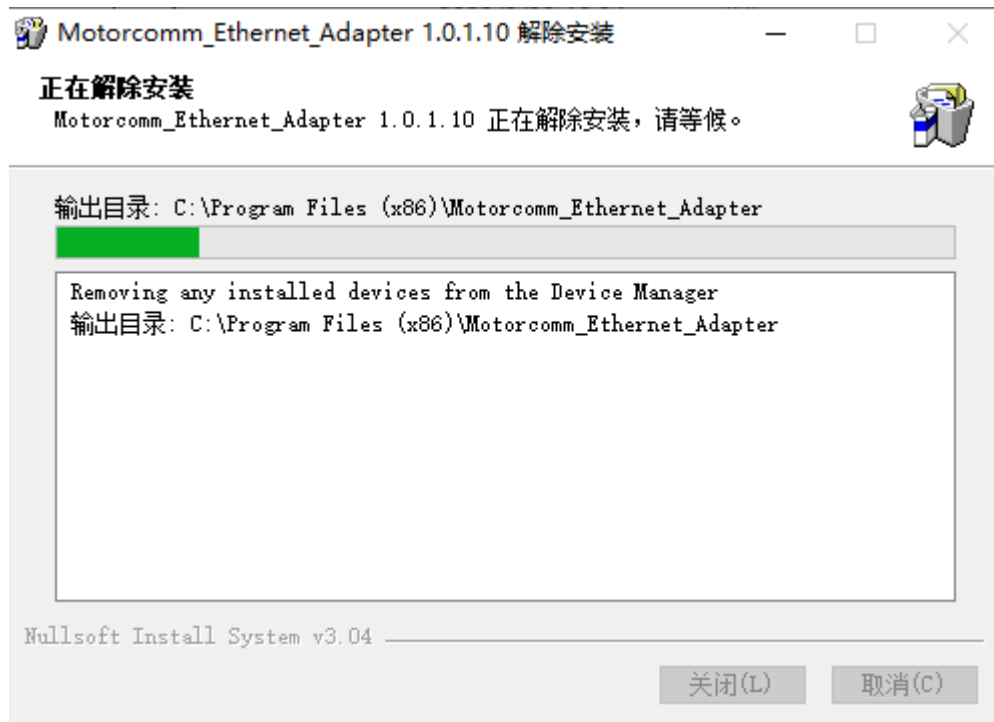 Motorcomm_Ethernet_Adapter 1.0.1.10 解除安装
正在解除安装
Motorcomm_Ethernet_Adapter 1.0.1.10 正在解除安装，请等候。
输出目录: C:\Program Files (x86)\Motorcomm_Ethernet_Adapter
Removing any installed devices from the Device Manager
输出目录: C:\Program Files (x86)\Motorcomm_Ethernet_Adapter
Nullsoft Install System v3.04
关闭(L) 取消(C)